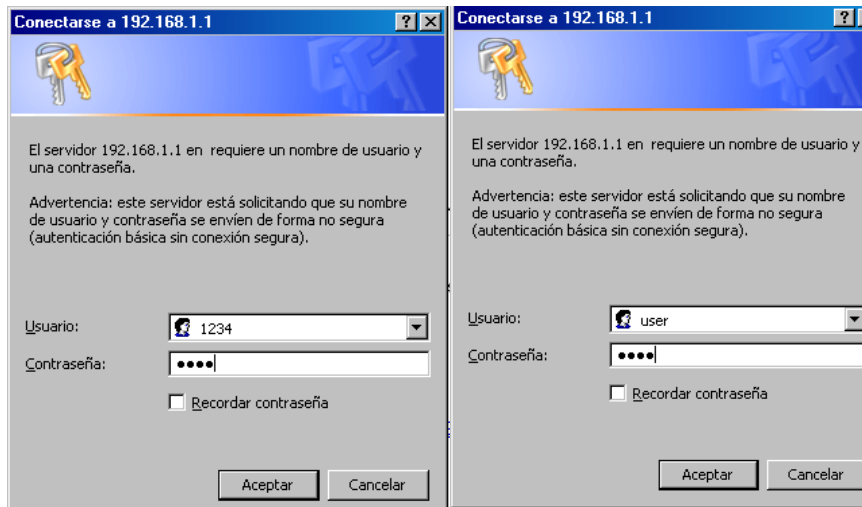 Conectarse a 192.168.1.1
El servidor 192.168.1.1 en requiere un nombre de usuario y
una contraseña.
Advertencia: este servidor está solicitando que su nombre
de usuario y contraseña se envíen de forma no segura
(autenticación básica sin conexión segura).
Usuario:
1234
Contraseña:
••••
Recordar contraseña
Aceptar
Cancelar
Conectarse a 192.168.1.1
El servidor 192.168.1.1 en requiere un nombre de usuario y
una contraseña.
Advertencia: este servidor está solicitando que su nombre
de usuario y contraseña se envíen de forma no segura
(autenticación básica sin conexión segura).
Usuario:
user
Contraseña:
••••
Recordar contraseña
Aceptar
Cancelar